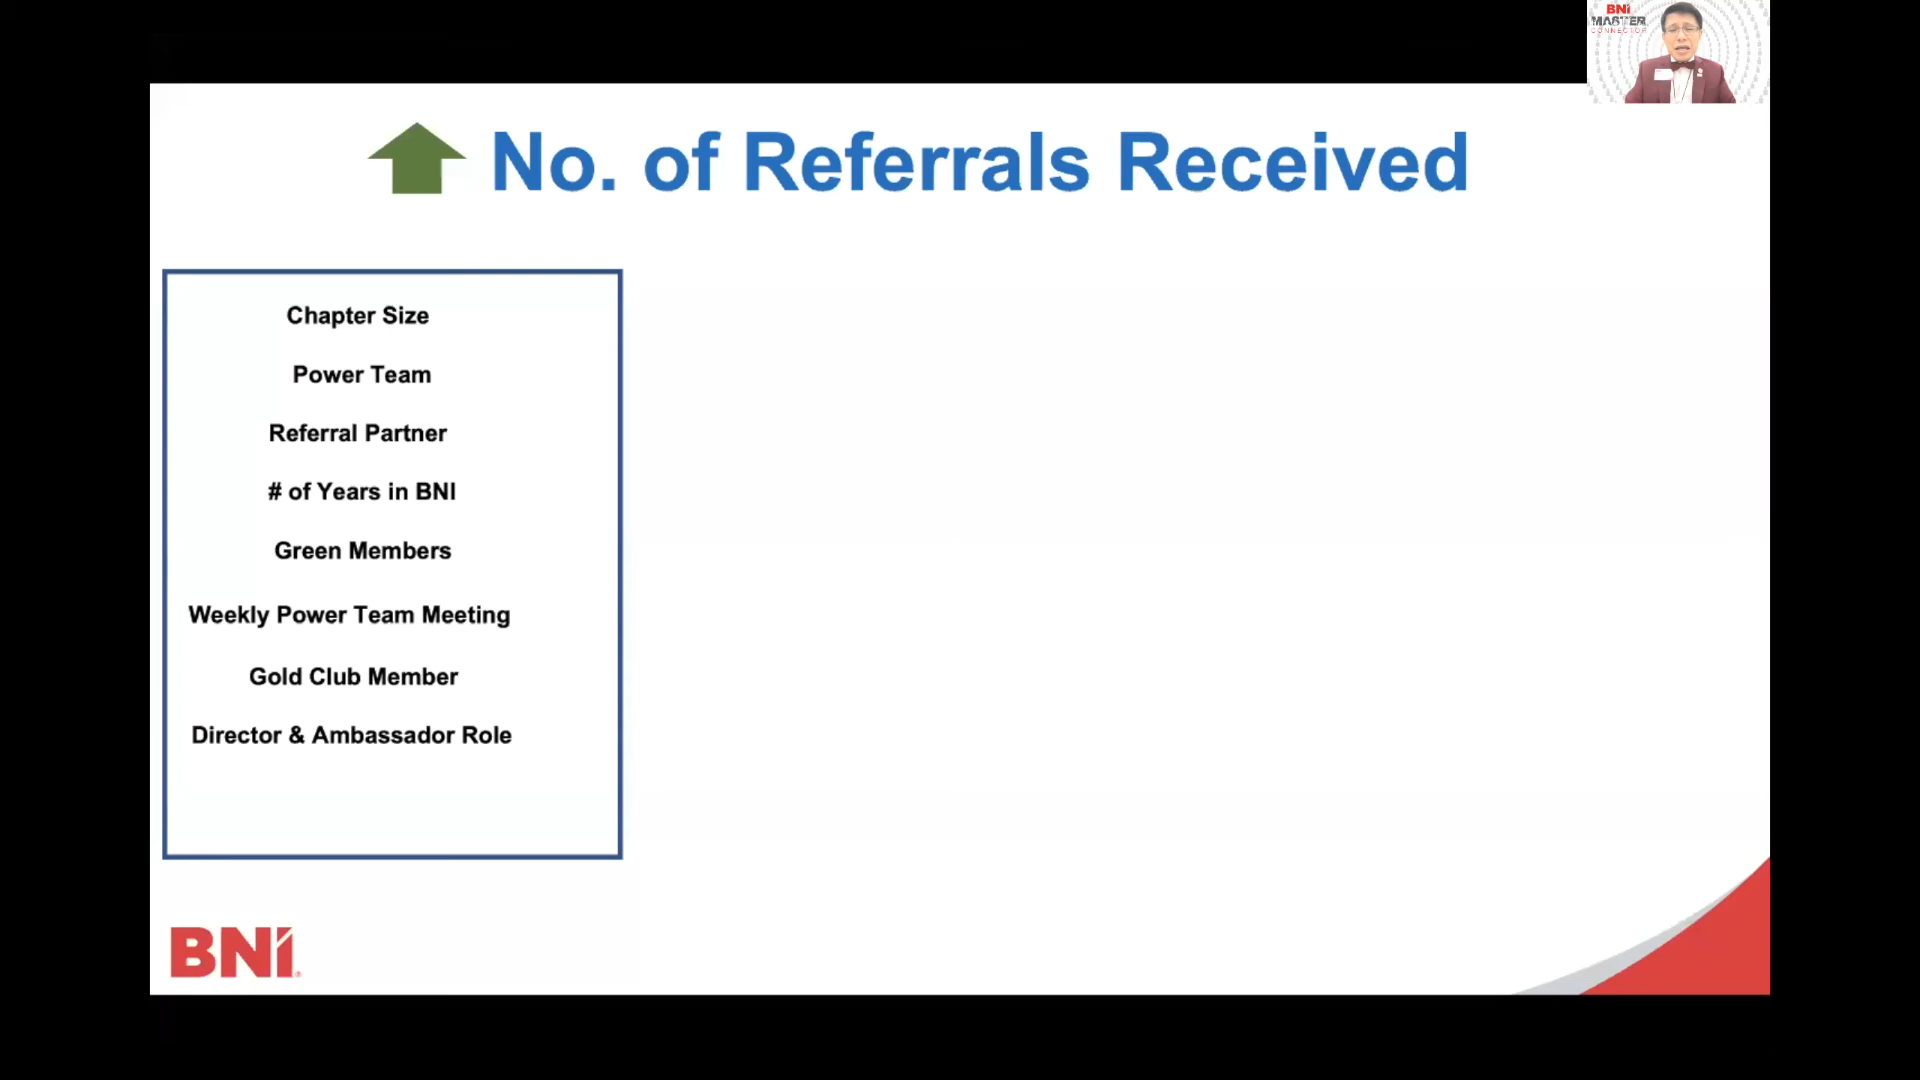 BNI
MASTER
CONNECTOR
No. of Referrals Received
Chapter Size
Power Team
Referral Partner
# of Years in BNI
Green Members
Weekly Power Team Meeting
Gold Club Member
Director & Ambassador Role
BNI®